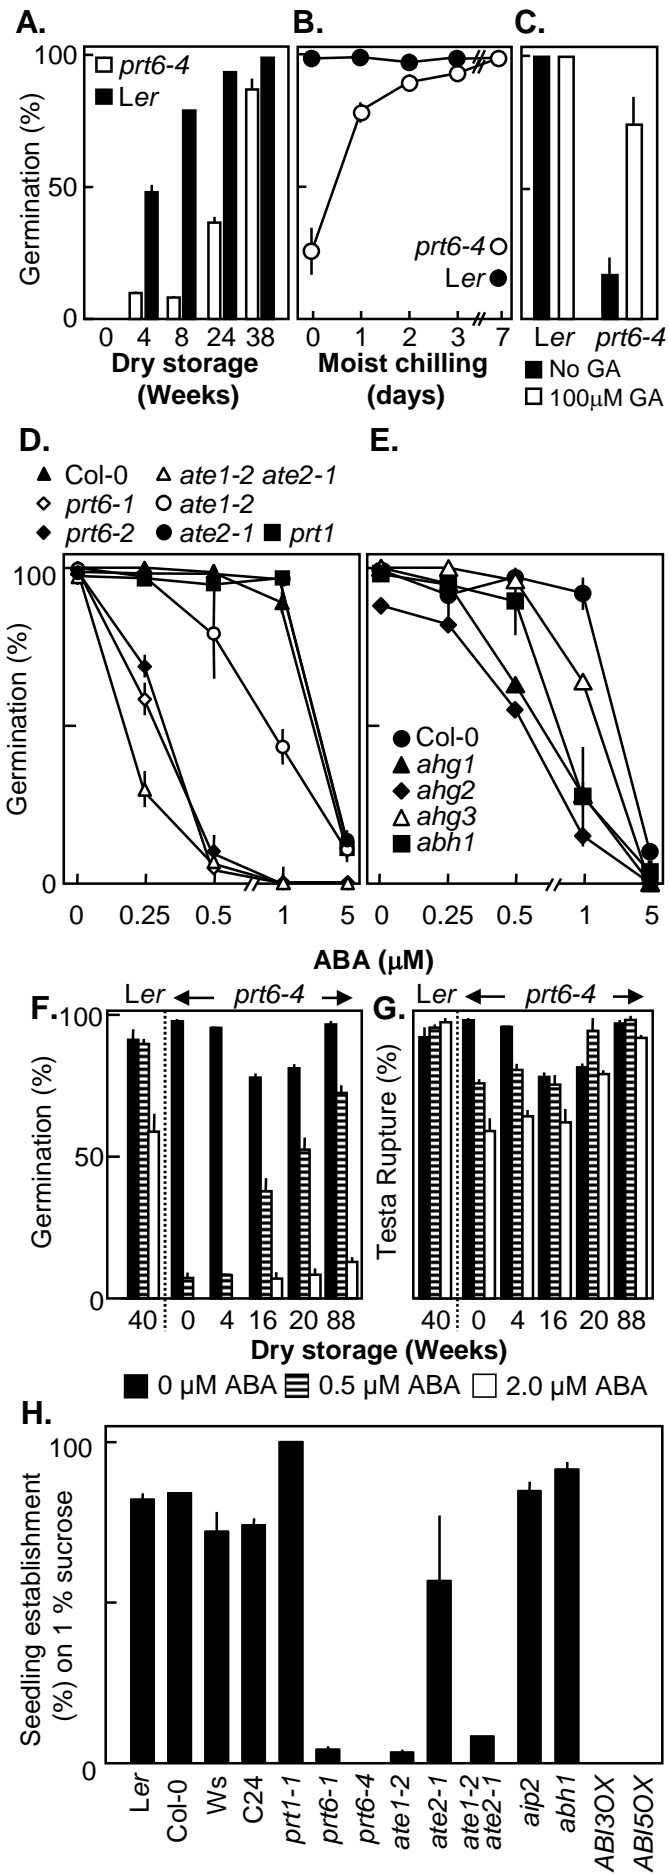 A. B. C.
100
50
0
Germination (%)
prt6-4
Ler
0 4 8 24 38
Dry storage
(Weeks)
prt6-4
Ler
0 1 2 3 7
Moist chilling
(days)
Ler prt6-4
No GA
100µM GA
D. E.
Col-0 ate1-2 ate2-1
prt6-1 ate1-2
prt6-2 ate2-1 prt1
100
0
Germination (%)
Col-0
ahg1
ahg2
ahg3
abh1
0 0.25 0.5 1 5 0 0.25 0.5 1 5
ABA (µM)
F. Ler prt6-4 G. Ler prt6-4
100
50
0
Germination (%)
Testa Rupture (%)
40 0 4 16 20 88 40 0 4 16 20 88
Dry storage (Weeks)
0 µM ABA 0.5 µM ABA 2.0 µM ABA
H.
100
0
Seedling establishment
(%) on 1 % sucrose
Ler
Col-0
Ws
C24
prt1-1
prt6-1
prt6-4
ate1-2
ate2-1
ate1-2
ate2-1
aip2
abh1
ABI3OX
ABI5OX